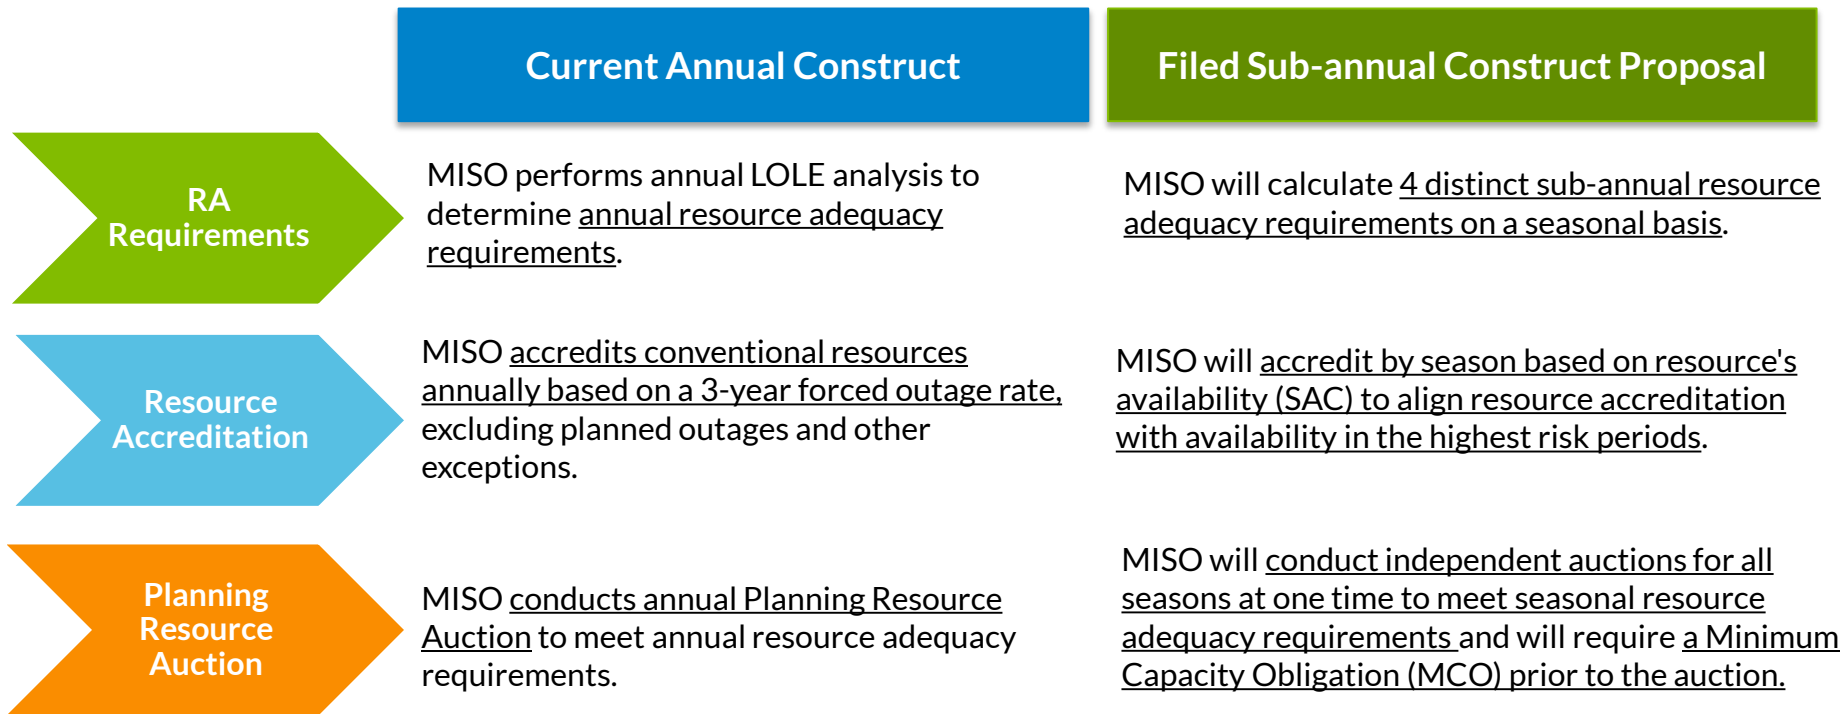 Current Annual Construct
Filed Sub-annual Construct Proposal
RA
Requirements
MISO performs annual LOLE analysis to
determine annual resource adequacy
requirements.
MISO will calculate 4 distinct sub-annual resource
adequacy requirements on a seasonal basis.
Resource
Accreditation
MISO accredits conventional resources
annually based on a 3-year forced outage rate,
excluding planned outages and other
exceptions.
MISO will accredit by season based on resource's
availability (SAC) to align resource accreditation
with availability in the highest risk periods.
Planning
Resource
Auction
MISO conducts annual Planning Resource
Auction to meet annual resource adequacy
requirements.
MISO will conduct independent auctions for all
seasons at one time to meet seasonal resource
adequacy requirements and will require a Minimum
Capacity Obligation (MCO) prior to the auction.